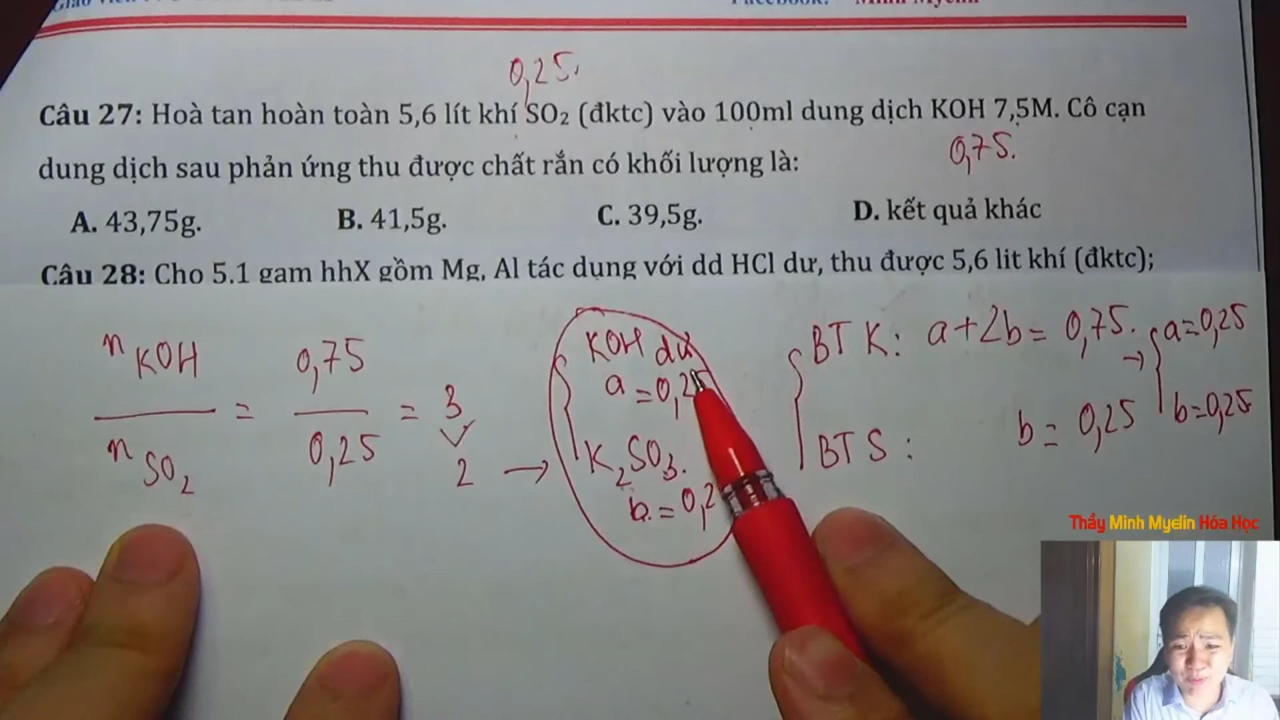 0,25.
Câu 27: Hoà tan hoàn toàn 5,6 lít khí SO₂ (đktc) vào 100ml dung dịch KOH 7,5M. Cô cạn
0,75.
dung dịch sau phản ứng thu được chất rắn có khối lượng là:
A. 43,75g. B. 41,5g. C. 39,5g. D. kết quả khác
Câu 28: Cho 5.1 gam hhX gồm Mg, Al tác dụng với dd HCl dư, thu được 5,6 lit khí (đktc);
n KOH / n SO₂ = 0,75 / 0,25 = 3 > 2 →
KOH dư
a = 0,25
K₂SO₃.
b = 0,2
BT K: a + 2b = 0,75. → a = 0,25
BT S: b = 0,25 b = 0,25
Thầy Minh Myelin Hóa Học